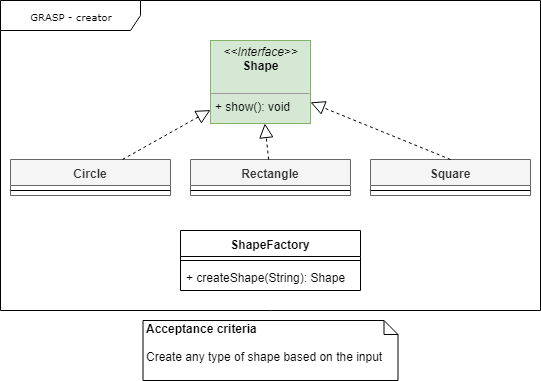 GRASP - creator
<<Interface>>
Shape
+ show(): void
Circle
Rectangle
Square
ShapeFactory
+ createShape(String): Shape
Acceptance criteria
Create any type of shape based on the input